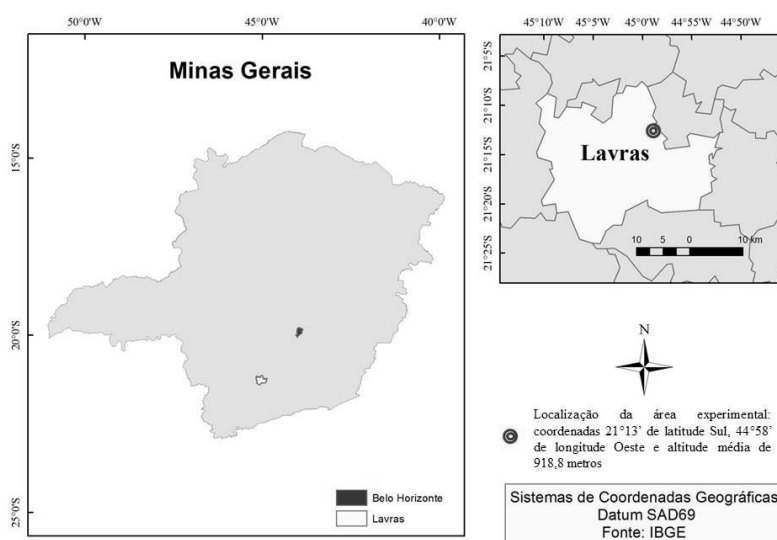 50°0'O 45°0'O 40°0'O
Minas Gerais
15°0'S
20°0'S
25°0'S
Belo Horizonte
Lavras
45°10'O 45°5'O 45°0'O 44°55'O 44°50'O
21°5'S
21°10'S
21°15'S
21°20'S
21°25'S
Lavras
10 5 0 10 km
N
Localização da área experimental:
coordenadas 21°13' de latitude Sul, 44°58'
de longitude Oeste e altitude média de
918,8 metros
Sistemas de Coordenadas Geográficas
Datum SAD69
Fonte: IBGE